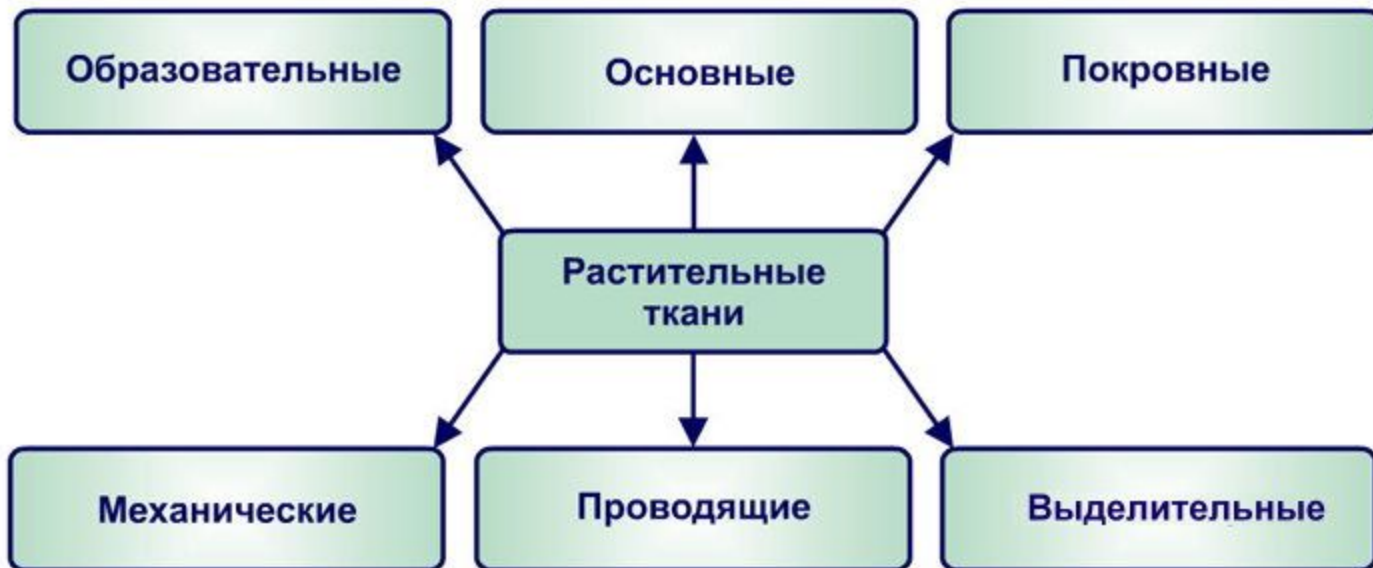 Образовательные
Основные
Покровные
Растительные
ткани
Механические
Проводящие
Выделительные